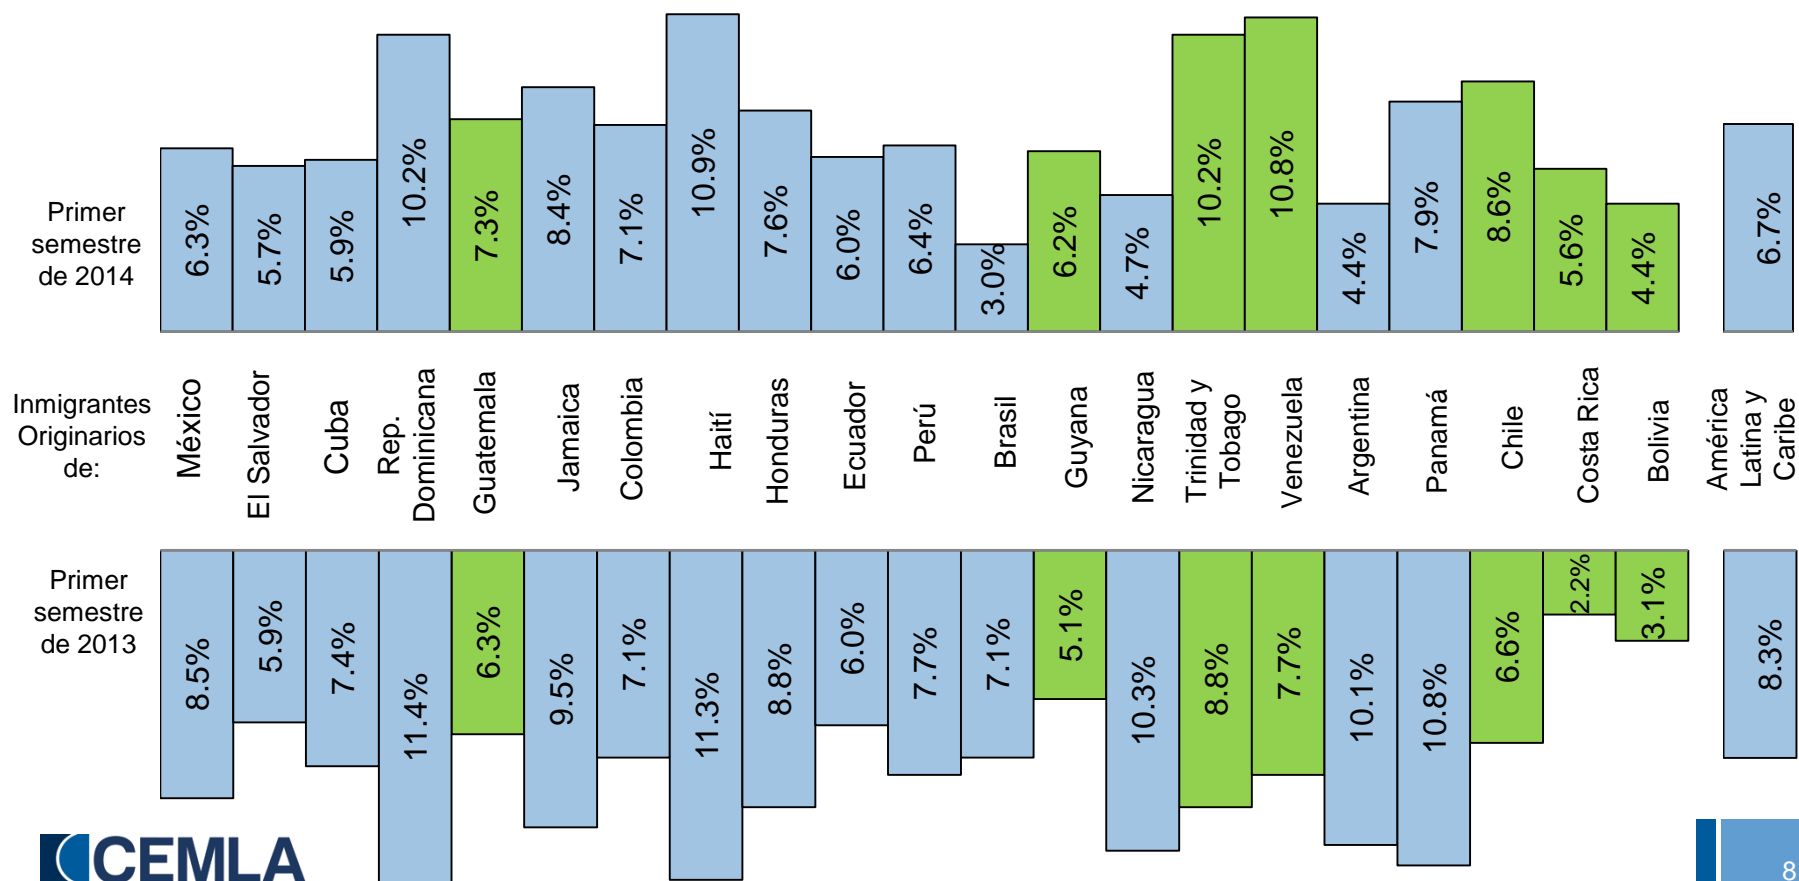 Primer
semestre
de 2014
6.3%
5.7%
5.9%
10.2%
7.3%
8.4%
7.1%
10.9%
7.6%
6.0%
6.4%
3.0%
6.2%
4.7%
10.2%
10.8%
4.4%
7.9%
8.6%
5.6%
4.4%
6.7%
Inmigrantes
Originarios
de:
México
El Salvador
Cuba
Rep.
Dominicana
Guatemala
Jamaica
Colombia
Haití
Honduras
Ecuador
Perú
Brasil
Guyana
Nicaragua
Trinidad y
Tobago
Venezuela
Argentina
Panamá
Chile
Costa Rica
Bolivia
América
Latina y
Caribe
Primer
semestre
de 2013
8.5%
5.9%
7.4%
11.4%
6.3%
9.5%
7.1%
11.3%
8.8%
6.0%
7.7%
7.1%
5.1%
10.3%
8.8%
7.7%
10.1%
10.8%
6.6%
2.2%
3.1%
8.3%
CEMLA
8